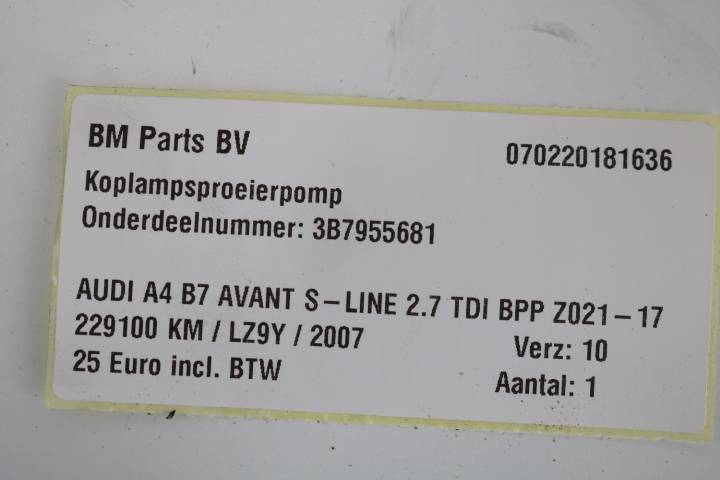 BM Parts BV 070220181636
Koplampsproeierpomp
Onderdeelnummer: 3B7955681
AUDI A4 B7 AVANT S-LINE 2.7 TDI BPP Z021-17
229100 KM / LZ9Y / 2007 Verz: 10
25 Euro incl. BTW Aantal: 1